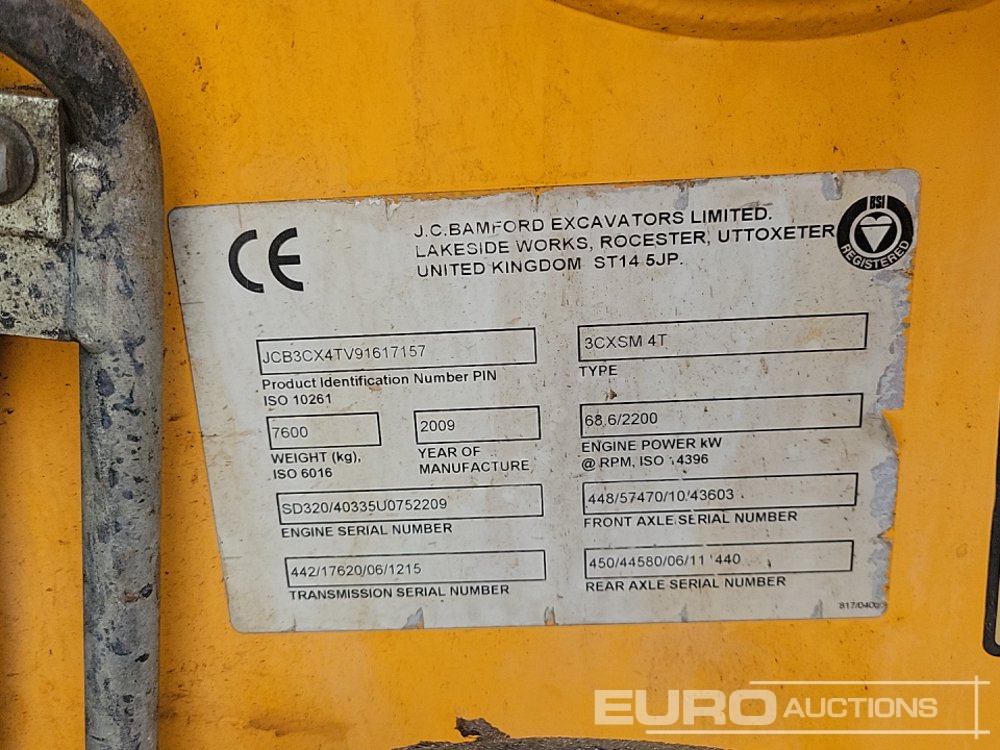 CE
J.C.BAMFORD EXCAVATORS LIMITED.
LAKESIDE WORKS, ROCESTER, UTTOXETER
UNITED KINGDOM ST14 5JP.
BSI
REGISTERED
JCB3CX4TV91617157
Product Identification Number PIN
ISO 10261
3CXSM 4T
TYPE
7600
WEIGHT (kg),
ISO 6016
2009
YEAR OF
MANUFACTURE
68.6/2200
ENGINE POWER kW
@ RPM, ISO 14396
SD320/40335U0752209
ENGINE SERIAL NUMBER
448/57470/10/43603
FRONT AXLE SERIAL NUMBER
442/17620/06/1215
TRANSMISSION SERIAL NUMBER
REAR AXLE SERIAL NUMBER
EURO AUCTIONS